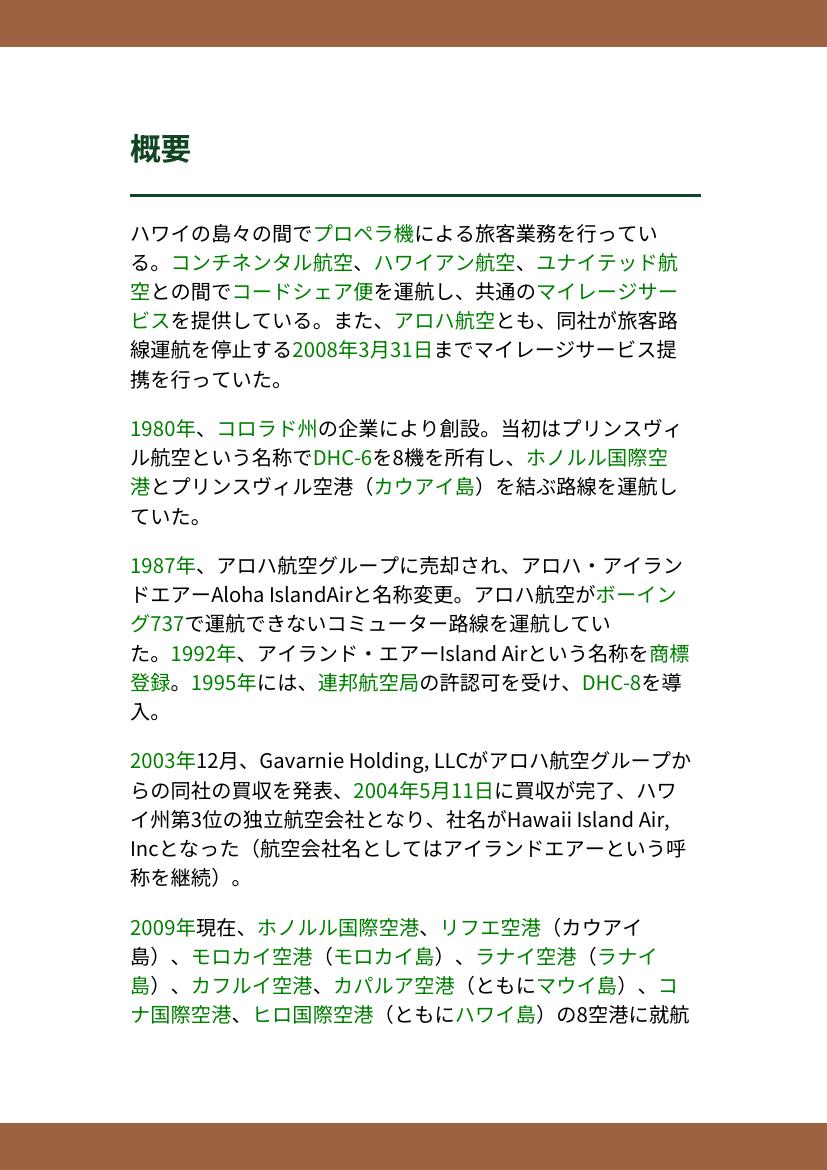 概要
ハワイの島々の間でプロペラ機による旅客業務を行ってい
る。コンチネンタル航空、ハワイアン航空、ユナイテッド航
空との間でコードシェア便を運航し、共通のマイレージサー
ビスを提供している。また、アロハ航空とも、同社が旅客路
線運航を停止する2008年3月31日までマイレージサービス提
携を行っていた。
1980年、コロラド州の企業により創設。当初はプリンスヴィ
ル航空という名称でDHC-6を8機を所有し、ホノルル国際空
港とプリンスヴィル空港（カウアイ島）を結ぶ路線を運航し
ていた。
1987年、アロハ航空グループに売却され、アロハ・アイラン
ドエアーAloha IslandAirと名称変更。アロハ航空がボーイン
グ737で運航できないコミューター路線を運航してい
た。1992年、アイランド・エアーIsland Airという名称を商標
登録。1995年には、連邦航空局の許認可を受け、DHC-8を導
入。
2003年12月、Gavarnie Holding, LLCがアロハ航空グループか
らの同社の買収を発表、2004年5月11日に買収が完了、ハワ
イ州第3位の独立航空会社となり、社名がHawaii Island Air,
Incとなった（航空会社名としてはアイランドエアーという呼
称を継続）。
2009年現在、ホノルル国際空港、リフエ空港（カウアイ
島）、モロカイ空港（モロカイ島）、ラナイ空港（ラナイ
島）、カフルイ空港、カパルア空港（ともにマウイ島）、コ
ナ国際空港、ヒロ国際空港（ともにハワイ島）の8空港に就航